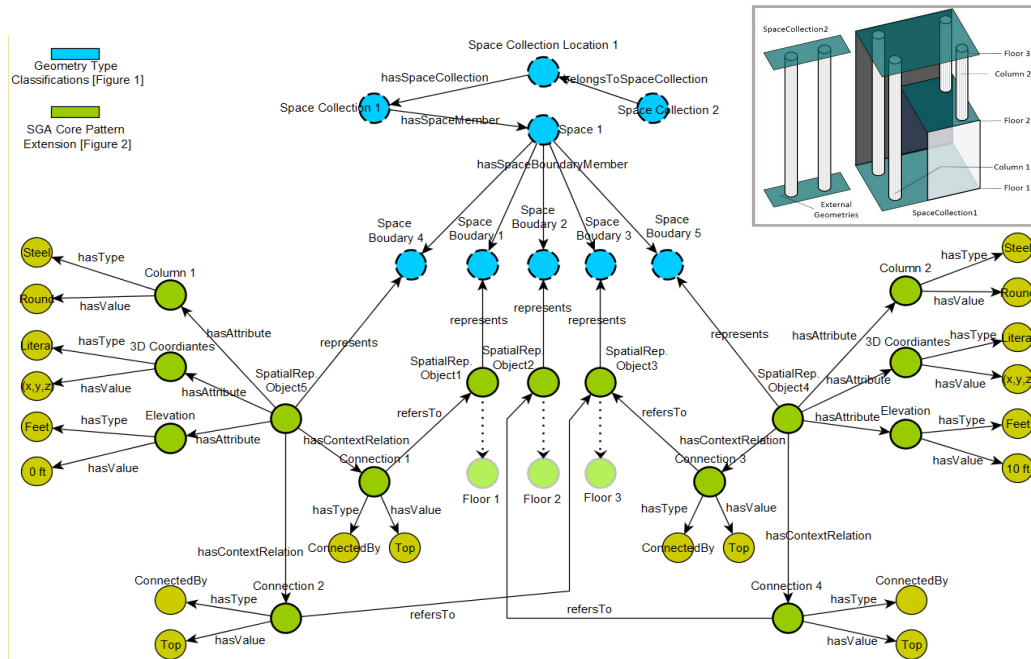 Geometry Type
Classifications [Figure 1]
SGA Core Pattern
Extension [Figure 2]
Space Collection Location 1
hasSpaceCollection
belongsToSpaceCollection
Space Collection 1
Space Collection 2
hasSpaceMember
Space 1
hasSpaceBoundaryMember
SpaceCollection2
Floor 3
Column 2
Floor 2
Column 1
Floor 1
External
Geometries
SpaceCollection1
Space
Boudary 4
Space
Boudary 1
Space
Boudary 2
Space
Boudary 3
Space
Boudary 5
Steel
hasType
Column 1
Round
hasValue
Litera
hasType
3D Coordiantes
(x,y,z)
hasValue
Feet
hasType
Elevation
0 ft
hasValue
hasAttribute
hasAttribute
hasAttribute
SpatialRep.
Object5
represents
represents
represents
represents
represents
SpatialRep.
Object1
SpatialRep.
Object2
SpatialRep.
Object3
SpatialRep.
Object4
Column 2
hasType
Steel
hasValue
Round
hasAttribute
3D Coordiantes
hasType
Litera
hasValue
(x,y,z)
hasAttribute
Elevation
hasType
Feet
hasAttribute
hasValue
10 ft
refersTo
refersTo
hasContextRelation
hasContextRelation
Connection 1
Connection 3
Floor 1
Floor 2
Floor 3
hasType
hasValue
ConnectedBy
Top
hasType
hasValue
ConnectedBy
Top
hasContextRelation
hasContextRelation
ConnectedBy
hasType
Connection 2
Top
hasValue
refersTo
refersTo
Connection 4
hasType
ConnectedBy
hasValue
Top